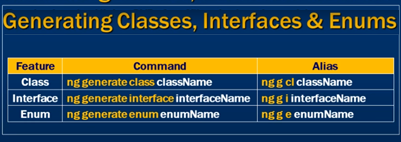 Generating Classes, Interfaces & Enums
Feature Command Alias
Class ng generate class className ng g cl className
Interface ng generate interface interfaceName ng g i interfaceName
Enum ng generate enum enumName ng g e enumName